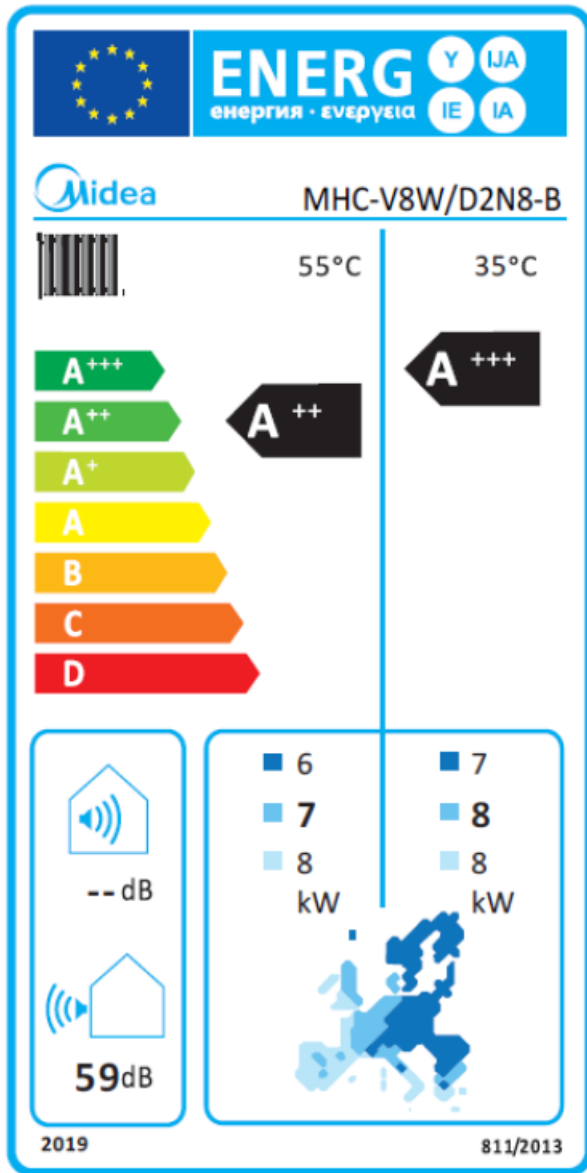 ENERG Y IJA
енергия · ενεργεια IE IA
Midea MHC-V8W/D2N8-B
55°C 35°C
A+++ A +++
A++ A ++
A+
A
B
C
D
6 7
7 8
8 8
kW kW
-- dB
59dB
2019 811/2013